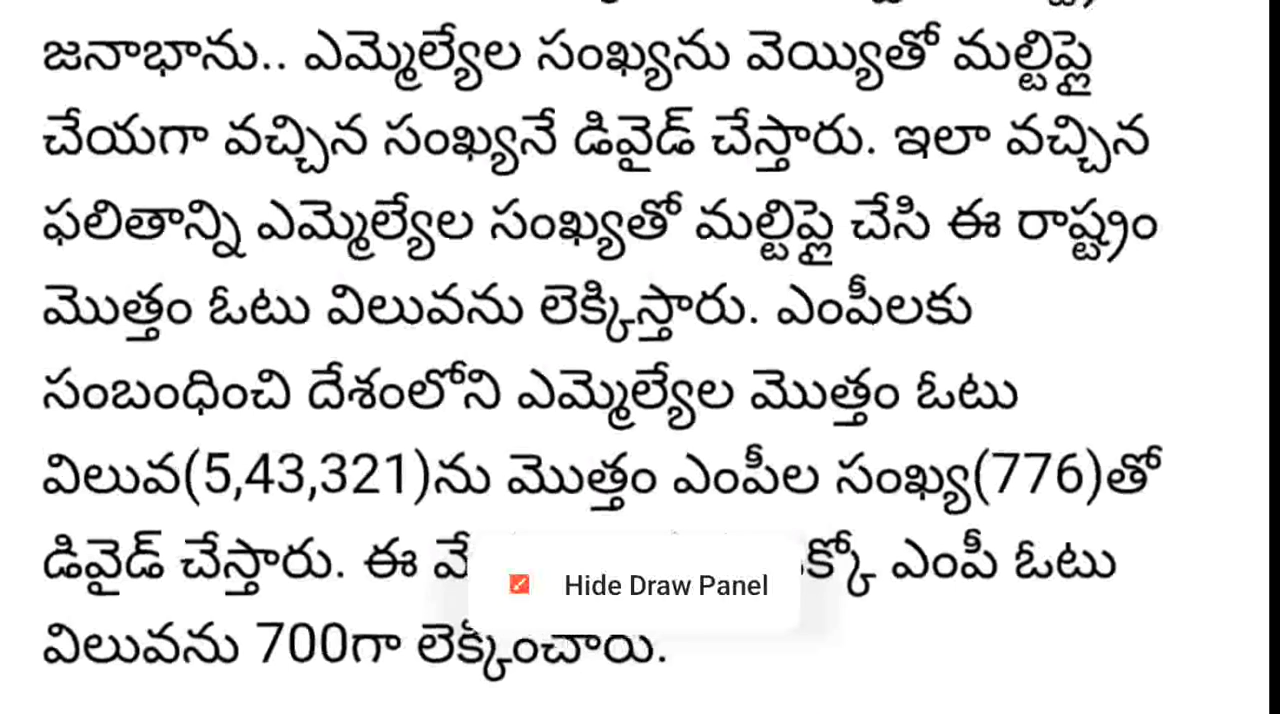 జనాభాను.. ఎమ్మెల్యేల సంఖ్యను వెయ్యితో మల్టిప్లై
చేయగా వచ్చిన సంఖ్యనే డివైడ్ చేస్తారు. ఇలా వచ్చిన
ఫలితాన్ని ఎమ్మెల్యేల సంఖ్యతో మల్టిప్లై చేసి ఈ రాష్ట్రం
మొత్తం ఓటు విలువను లెక్కిస్తారు. ఎంపీలకు
సంబంధించి దేశంలోని ఎమ్మెల్యేల మొత్తం ఓటు
విలువ(5,43,321)ను మొత్తం ఎంపీల సంఖ్య(776)తో
డివైడ్ చేస్తారు. ఈ ఎంపీ ఓటు
Hide Draw Panel
విలువను 700గా లెక్కించారు.